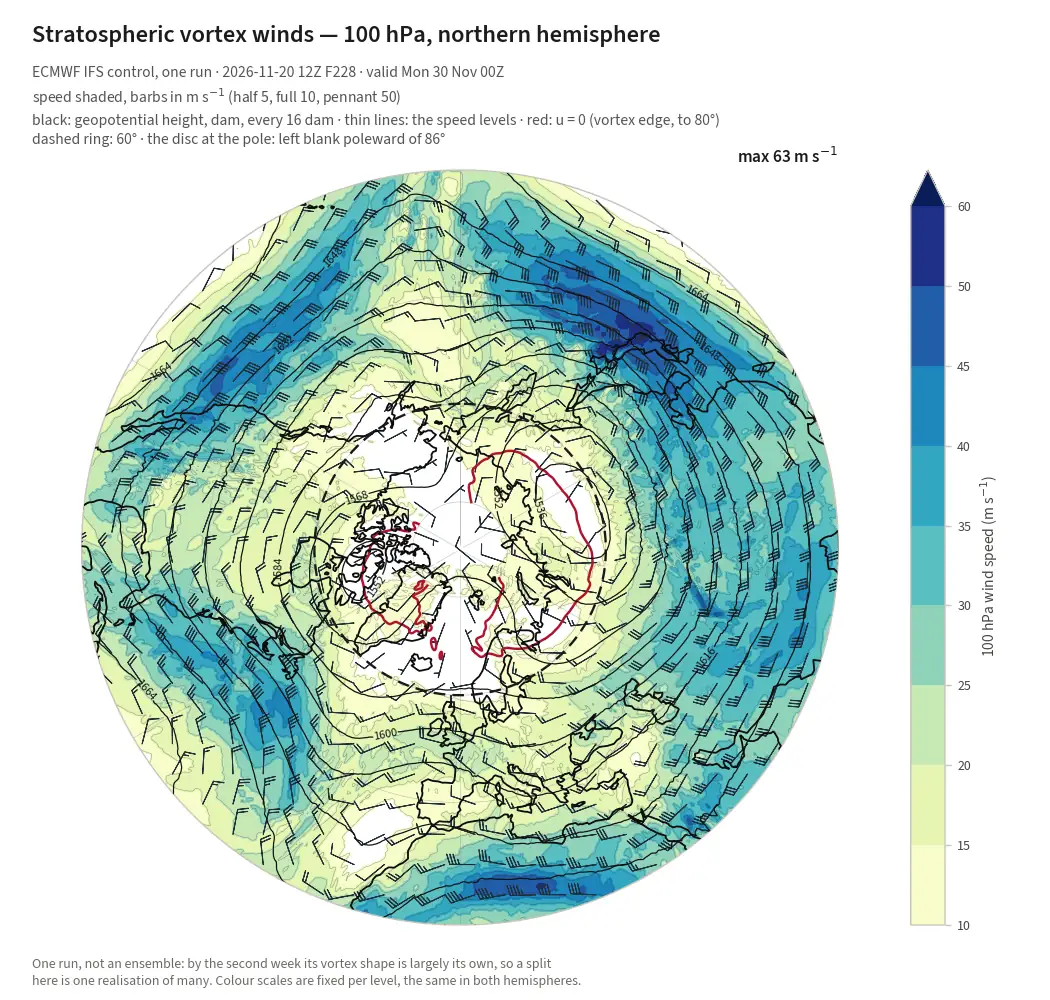 Stratospheric vortex winds — 100 hPa, northern hemisphere
ECMWF IFS control, one run · 2026-11-20 12Z F228 · valid Mon 30 Nov 00Z
speed shaded, barbs in m s⁻¹ (half 5, full 10, pennant 50)
black: geopotential height, dam, every 16 dam · thin lines: the speed levels · red: u = 0 (vortex edge, to 80°)
dashed ring: 60° · the disc at the pole: left blank poleward of 86°
max 63 m s⁻¹
60
50
45
40
35
30
25
20
15
10
100 hPa wind speed (m s⁻¹)
1648
1664
1648
1664
1568
1552
1536
1584
1616
1664
1600
One run, not an ensemble: by the second week its vortex shape is largely its own, so a split
here is one realisation of many. Colour scales are fixed per level, the same in both hemispheres.